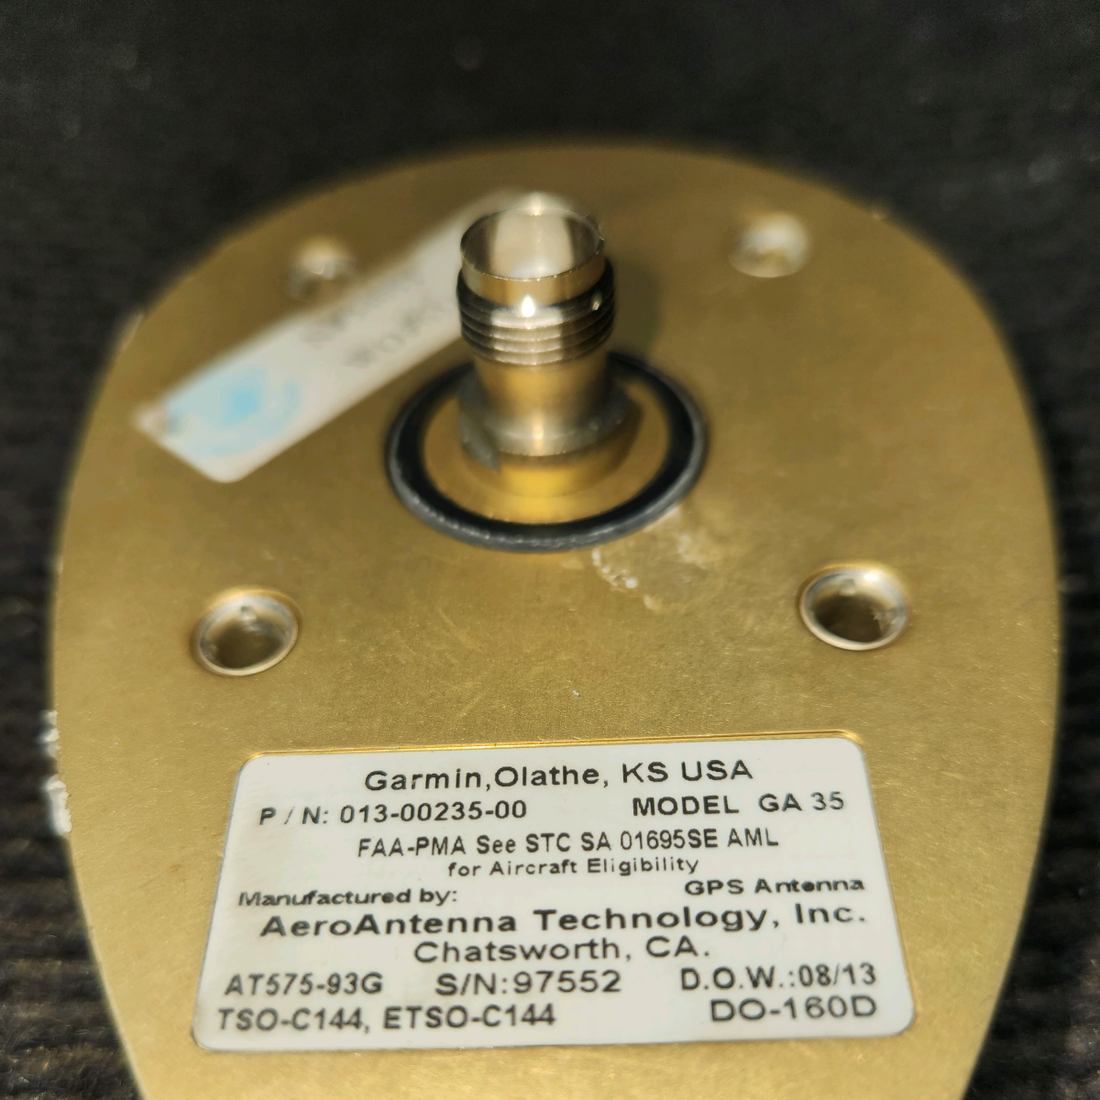 Garmin,Olathe, KS USA
P / N: 013-00235-00 MODEL GA 35
FAA-PMA See STC SA 01695SE AML
for Aircraft Eligibility
Manufactured by: GPS Antenna
AeroAntenna Technology, Inc.
Chatsworth, CA.
AT575-93G S/N:97552 D.O.W.:08/13
TSO-C144, ETSO-C144 DO-160D